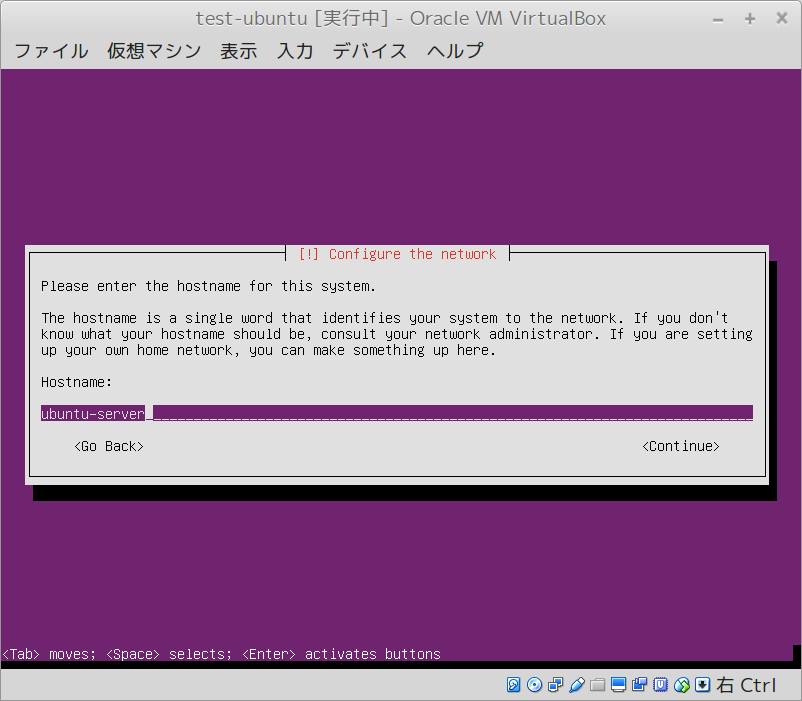 test-ubuntu [実行中] - Oracle VM VirtualBox
ファイル 仮想マシン 表示 入力 デバイス ヘルプ
[!] Configure the network
Please enter the hostname for this system.
The hostname is a single word that identifies your system to the network. If you don't
know what your hostname should be, consult your network administrator. If you are setting
up your own home network, you can make something up here.
Hostname:
ubuntu-server
<Go Back> <Continue>
<Tab> moves; <Space> selects; <Enter> activates buttons
右 Ctrl